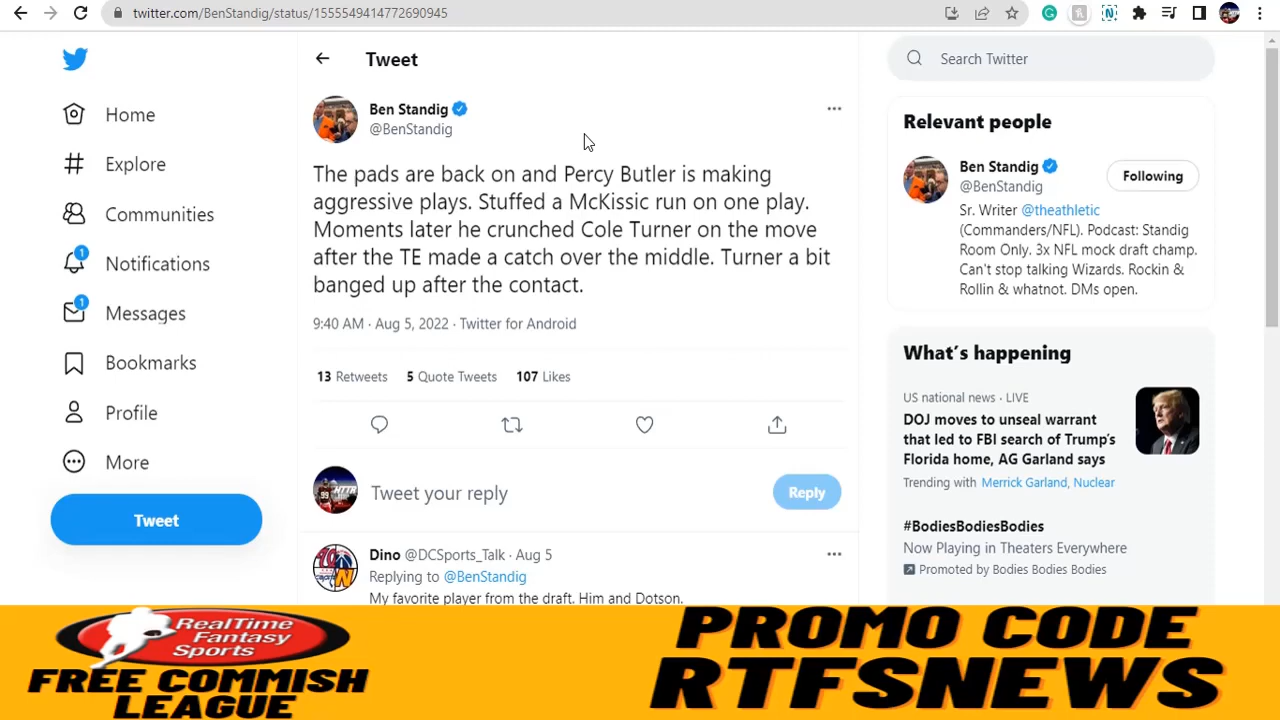 twitter.com/BenStandig/status/1555549414772690945
Tweet
Search Twitter
Home
Explore
Communities
1
Notifications
1
Messages
Bookmarks
Profile
More
Tweet
Ben Standig
@BenStandig
The pads are back on and Percy Butler is making
aggressive plays. Stuffed a McKissic run on one play.
Moments later he crunched Cole Turner on the move
after the TE made a catch over the middle. Turner a bit
banged up after the contact.
9:40 AM · Aug 5, 2022 · Twitter for Android
13 Retweets 5 Quote Tweets 107 Likes
Tweet your reply
Reply
Dino @DCSports_Talk · Aug 5
Replying to @BenStandig
My favorite player from the draft. Him and Dotson.
Relevant people
Ben Standig
@BenStandig
Following
Sr. Writer @theathletic
(Commanders/NFL). Podcast: Standig
Room Only. 3x NFL mock draft champ.
Can't stop talking Wizards. Rockin &
Rollin & whatnot. DMs open.
What's happening
US national news · LIVE
DOJ moves to unseal warrant
that led to FBI search of Trump's
Florida home, AG Garland says
Trending with Merrick Garland, Nuclear
#BodiesBodiesBodies
Now Playing in Theaters Everywhere
Promoted by Bodies Bodies Bodies
RealTime
Fantasy
Sports
FREE COMMISH
LEAGUE
PROMO CODE
RTFSNEWS